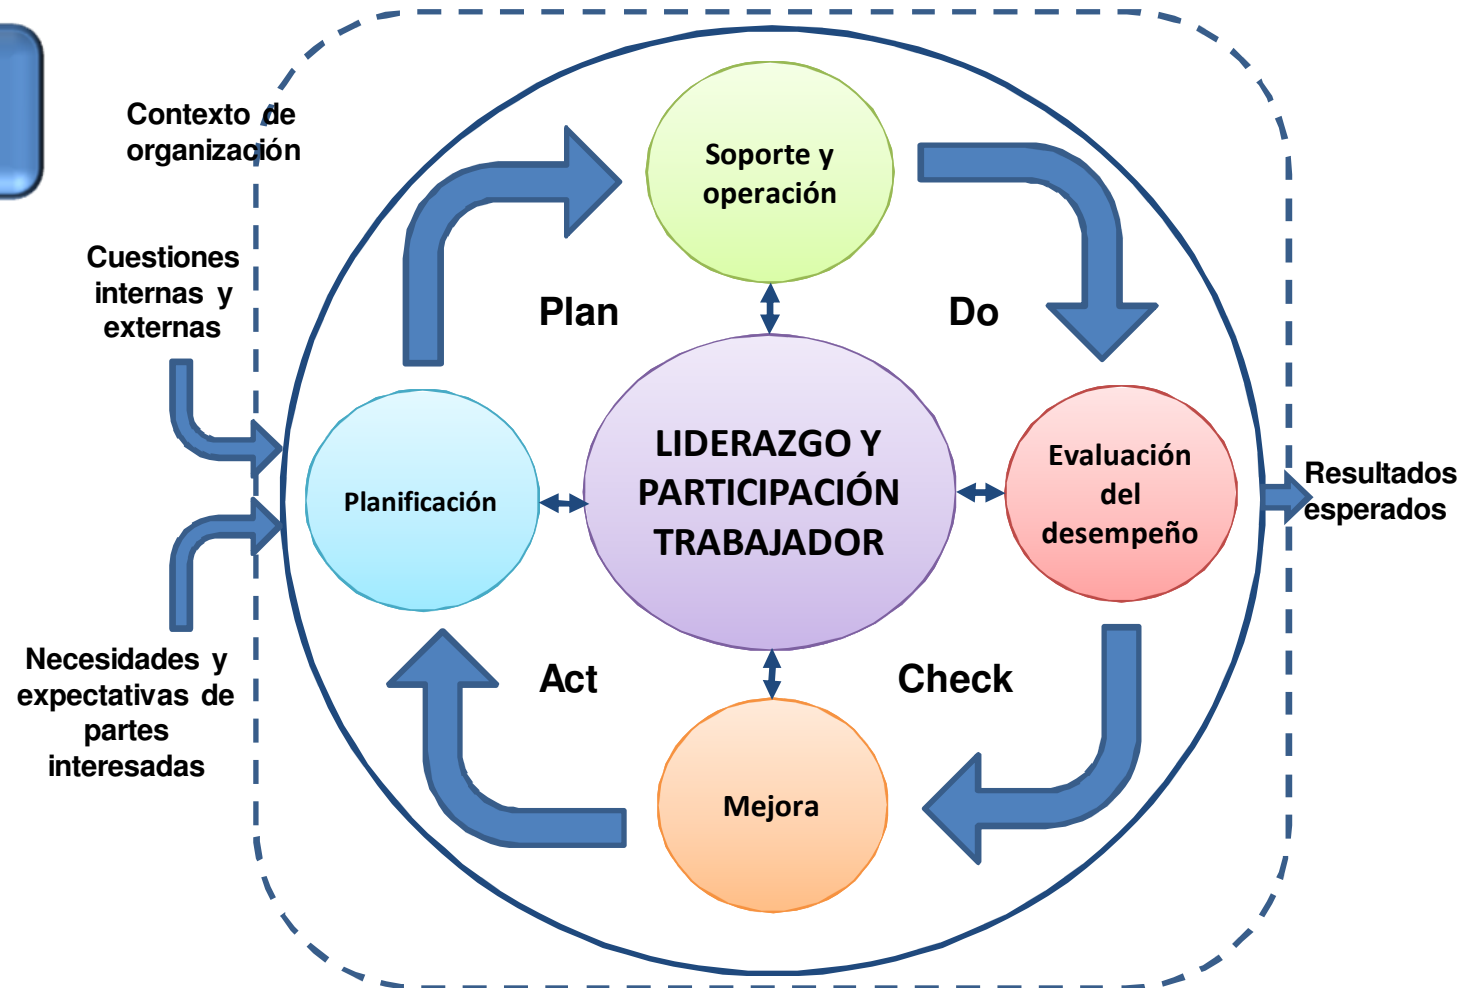 Contexto de
organización
Soporte y
operación
Cuestiones
internas y
externas
Plan
Do
LIDERAZGO Y
PARTICIPACIÓN
TRABAJADOR
Planificación
Evaluación
del
desempeño
Resultados
esperados
Necesidades y
expectativas de
partes
interesadas
Act
Check
Mejora